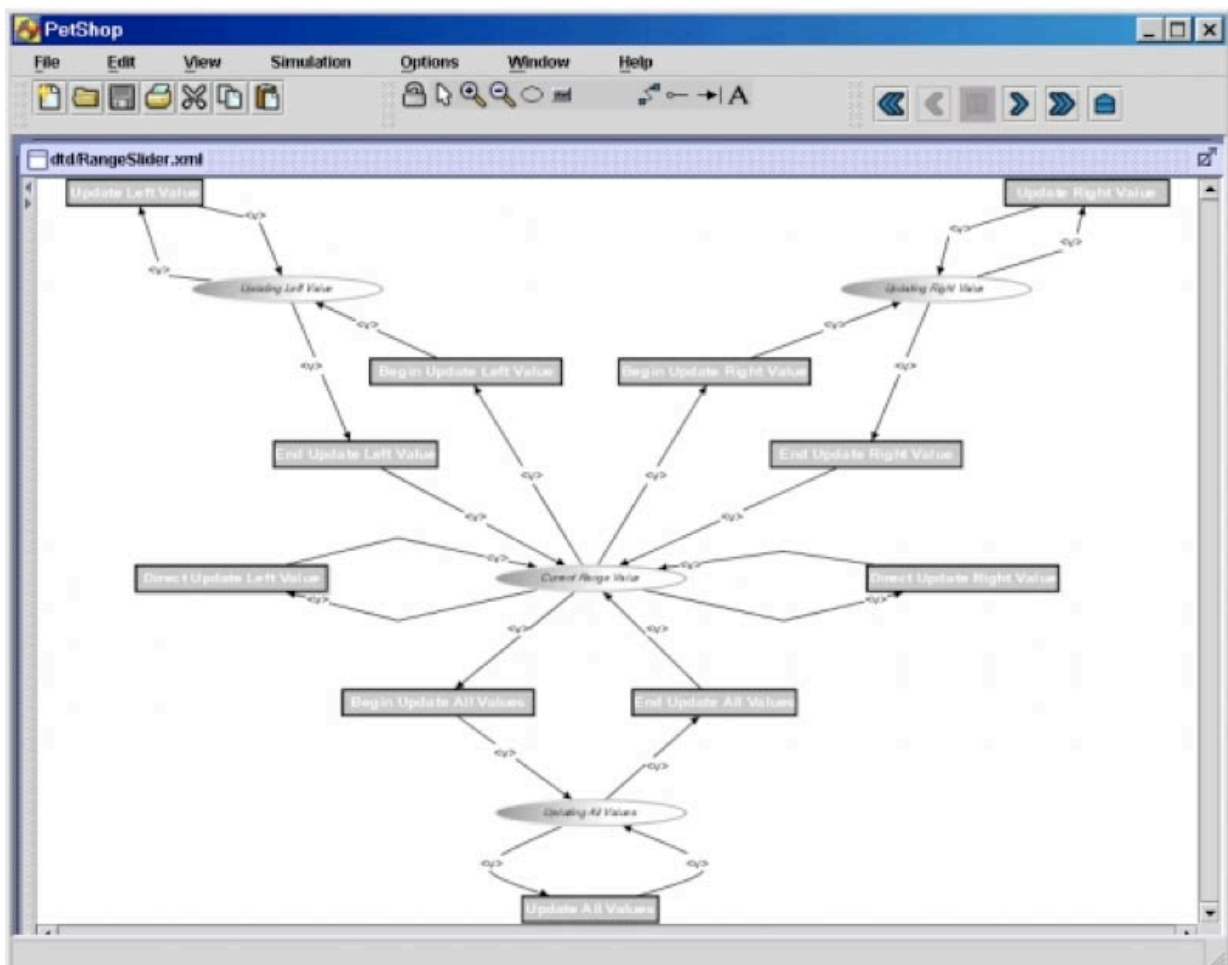 PetShop
File Edit View Simulation Options Window Help
A
dtd/RangeSlider.xml
Update Left Value
Update Right Value
<v>
<v>
<v>
<v>
Updating Left Value
Updating Right Value
<v>
<v>
<v>
<v>
Begin Update Left Value
Begin Update Right Value
End Update Left Value
End Update Right Value
<v>
<v>
<v>
<v>
<v>
<v>
Direct Update Left Value
Current Range Value
Direct Update Right Value
<v>
<v>
<v>
<v>
Begin Update All Values
End Update All Values
<v>
<v>
Updating All Values
<v>
<v>
Update All Values